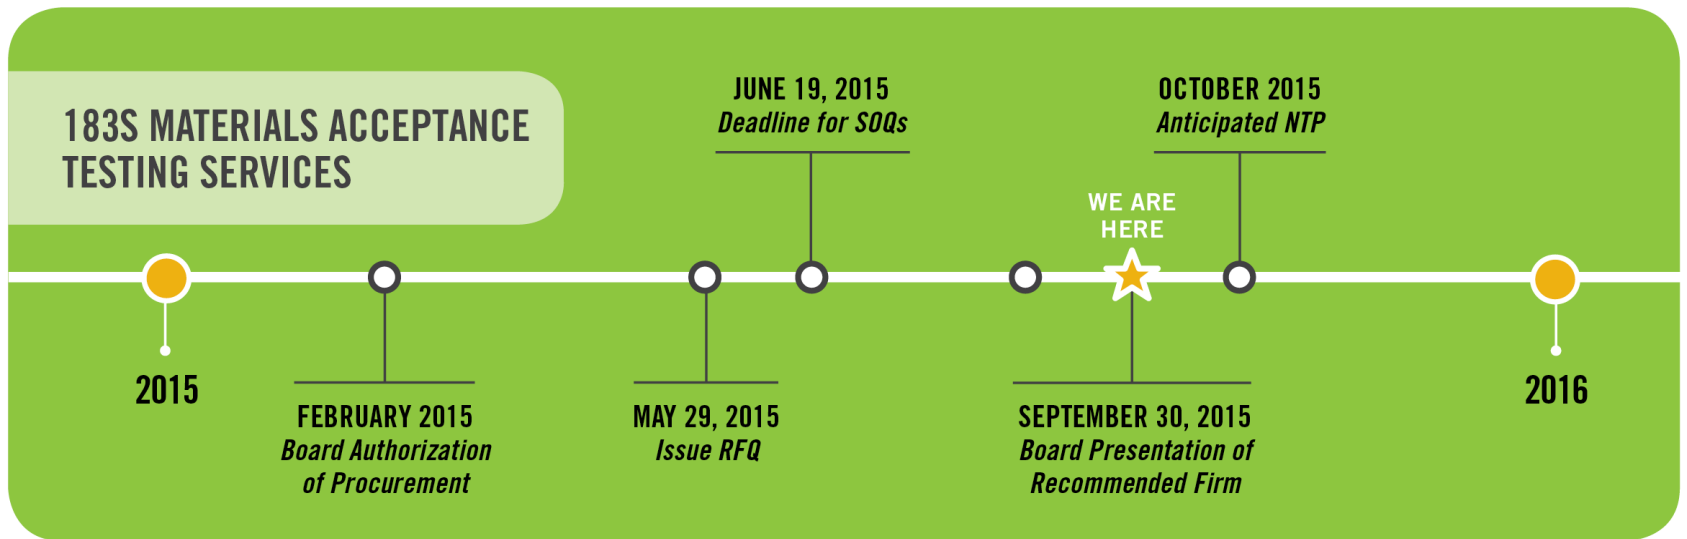 183S MATERIALS ACCEPTANCE
TESTING SERVICES
JUNE 19, 2015
Deadline for SOQs
OCTOBER 2015
Anticipated NTP
WE ARE
HERE
2015
FEBRUARY 2015
Board Authorization
of Procurement
MAY 29, 2015
Issue RFQ
SEPTEMBER 30, 2015
Board Presentation of
Recommended Firm
2016